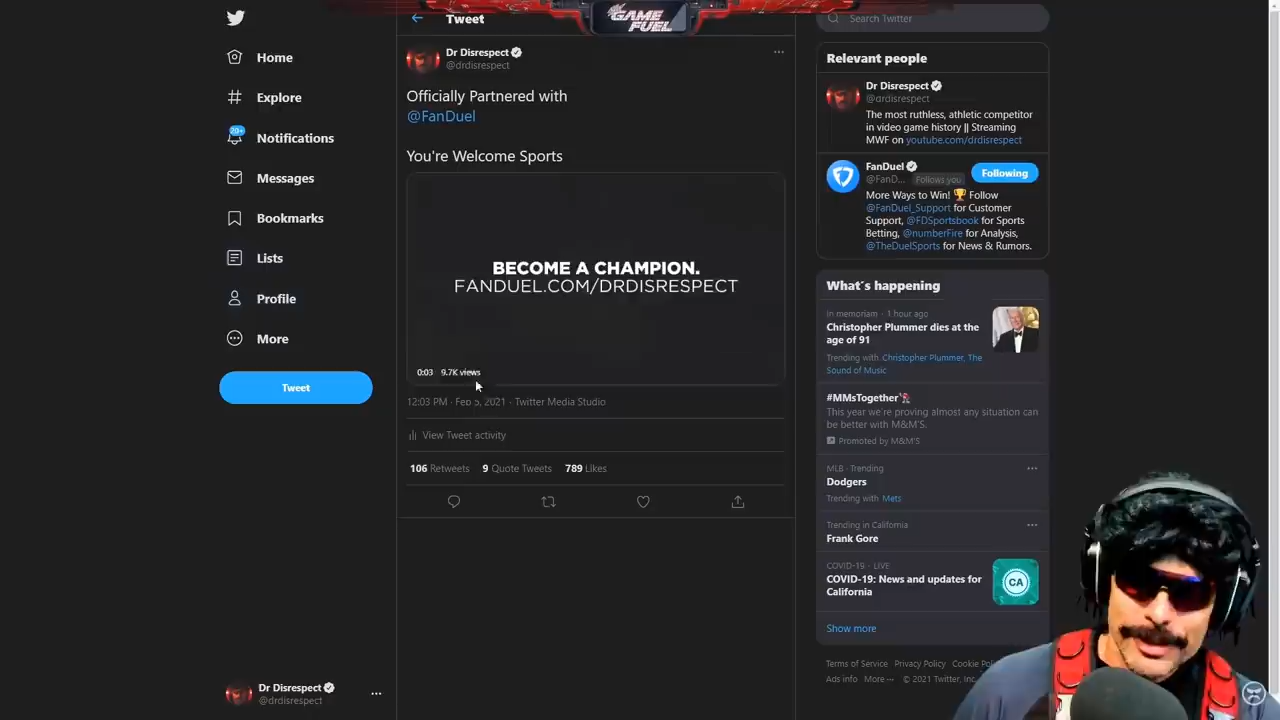 GAME
FUEL
Tweet
Search Twitter
Home
Explore
20+
Notifications
Messages
Bookmarks
Lists
Profile
More
Tweet
Dr Disrespect
@drdisrespect
Dr Disrespect
@drdisrespect
Officially Partnered with
@FanDuel
You're Welcome Sports
BECOME A CHAMPION.
FANDUEL.COM/DRDISRESPECT
0:03 9.7K views
12:03 PM · Feb 5, 2021 · Twitter Media Studio
View Tweet activity
106 Retweets 9 Quote Tweets 789 Likes
Relevant people
Dr Disrespect
@drdisrespect
The most ruthless, athletic competitor
in video game history || Streaming
MWF on youtube.com/drdisrespect
FanDuel
@FanD... Follows you
Following
More Ways to Win! 🏆 Follow
@FanDuel_Support for Customer
Support, @FDSportsbook for Sports
Betting, @numberFire for Analysis,
@TheDuelSports for News & Rumors.
What's happening
In memoriam · 1 hour ago
Christopher Plummer dies at the
age of 91
Trending with Christopher Plummer, The
Sound of Music
#MMsTogether
This year we're proving almost any situation can
be better with M&M'S.
Promoted by M&M'S
MLB · Trending
Dodgers
Trending with Mets
Trending in California
Frank Gore
COVID-19 · LIVE
COVID-19: News and updates for
California
CA
Show more
Terms of Service Privacy Policy Cookie
Ads info More ··· © 2021 Twitter, Inc.